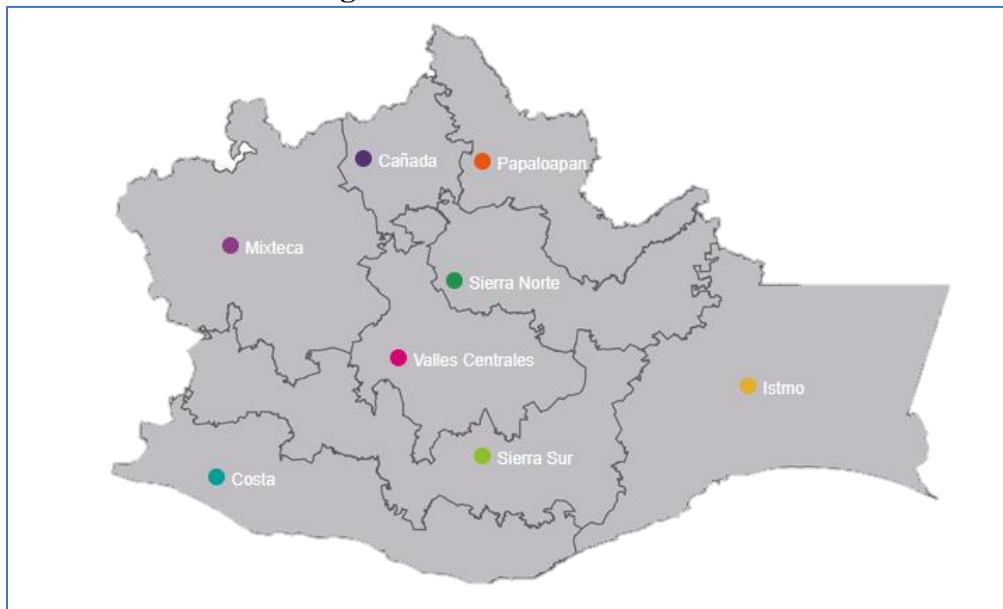 Cañada
Papaloapan
Mixteca
Sierra Norte
Valles Centrales
Istmo
Sierra Sur
Costa